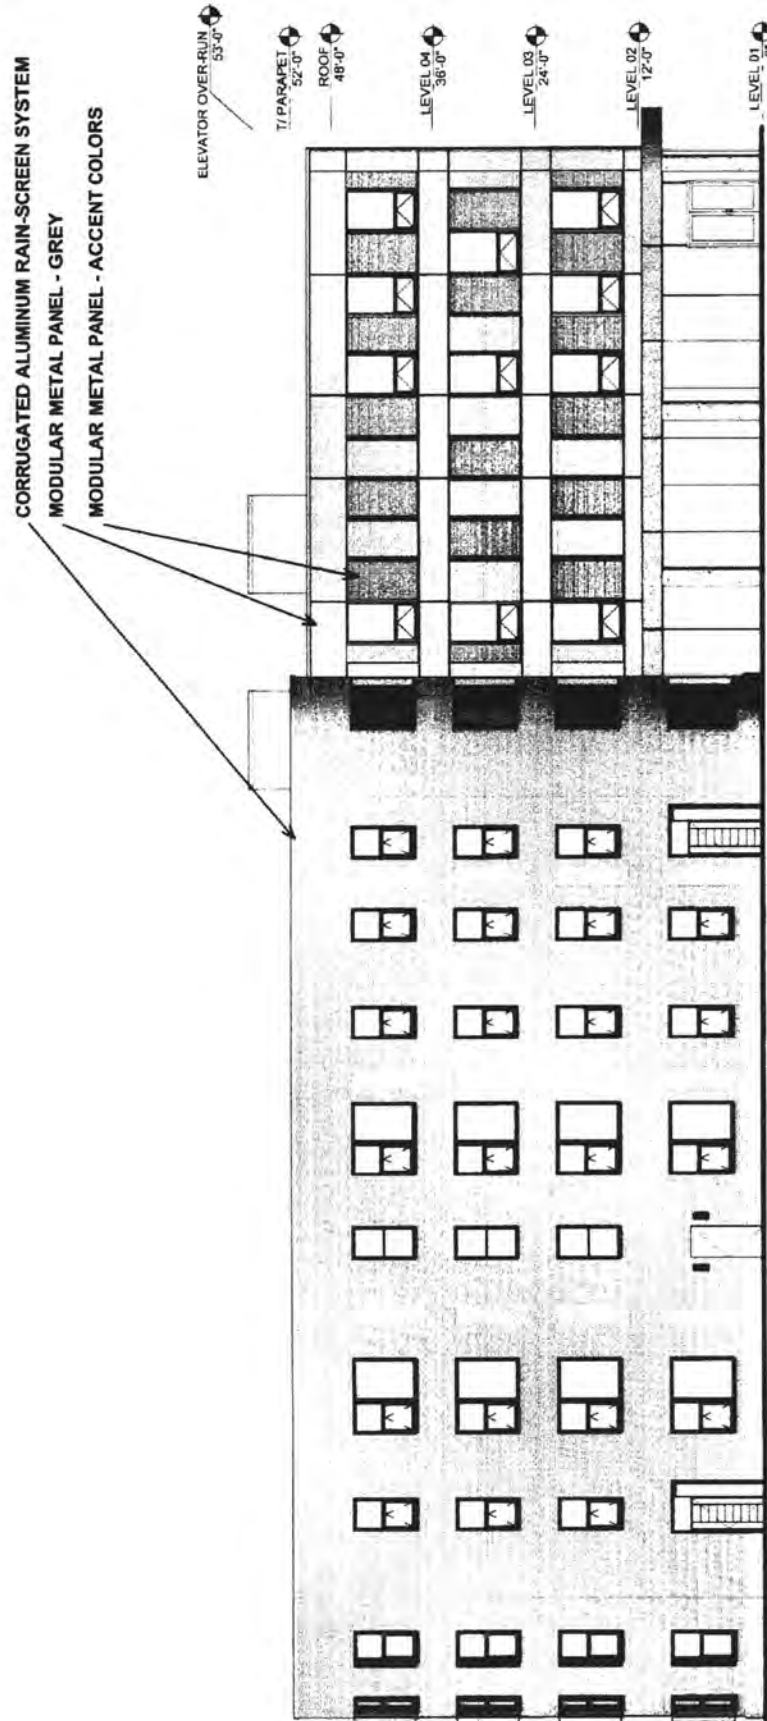 CORRUGATED ALUMINUM RAIN-SCREEN SYSTEM
MODULAR METAL PANEL - GREY
MODULAR METAL PANEL - ACCENT COLORS
ELEVATOR OVER-RUN
53'-0"
T/ PARAPET
52'-0"
ROOF
48'-0"
LEVEL 04
36'-0"
LEVEL 03
24'-0"
LEVEL 02
12'-0"
LEVEL 01